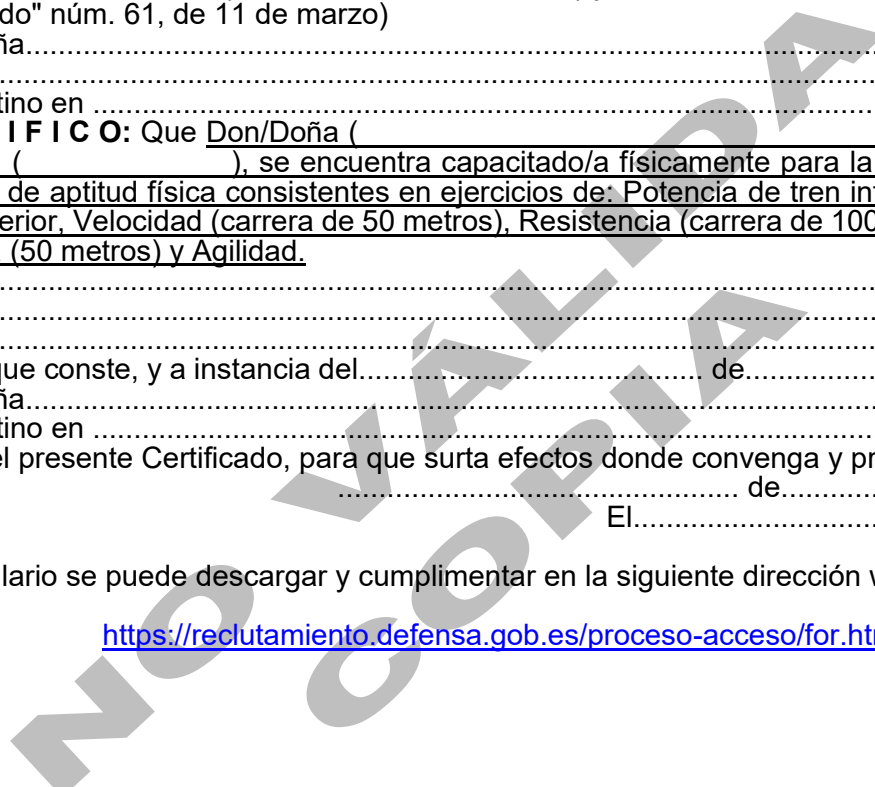 do" núm. 61, de 11 de marzo)
ña..........................................................................................................
..............................................................................................................
tino en ..................................................................................................
I F I C O: Que Don/Doña (
( ), se encuentra capacitado/a físicamente para la
de aptitud física consistentes en ejercicios de: Potencia de tren inf
erior, Velocidad (carrera de 50 metros), Resistencia (carrera de 100
(50 metros) y Agilidad.
..............................................................................................................
..............................................................................................................
..............................................................................................................
que conste, y a instancia del............................................ de.................
ña..........................................................................................................
tino en ..................................................................................................
el presente Certificado, para que surta efectos donde convenga y pr
.................................................... de............
El...............................
lario se puede descargar y cumplimentar en la siguiente dirección w
https://reclutamiento.defensa.gob.es/proceso-acceso/for.htr
NO VÁLIDA
COPIA